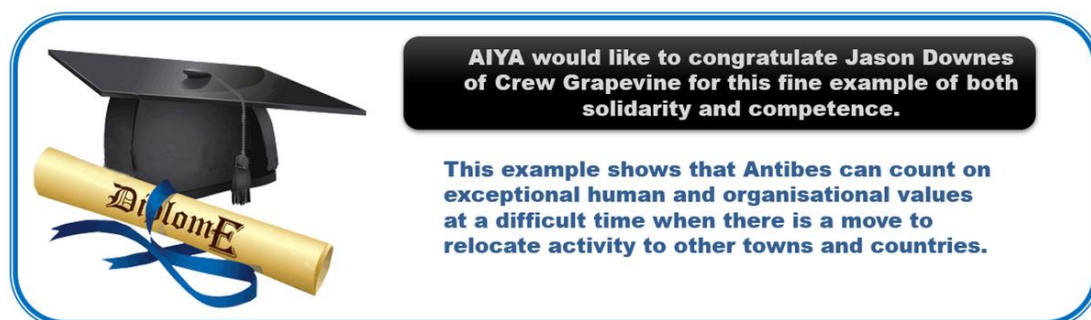 AIYA would like to congratulate Jason Downes
of Crew Grapevine for this fine example of both
solidarity and competence.
This example shows that Antibes can count on
exceptional human and organisational values
at a difficult time when there is a move to
relocate activity to other towns and countries.
DiplomE